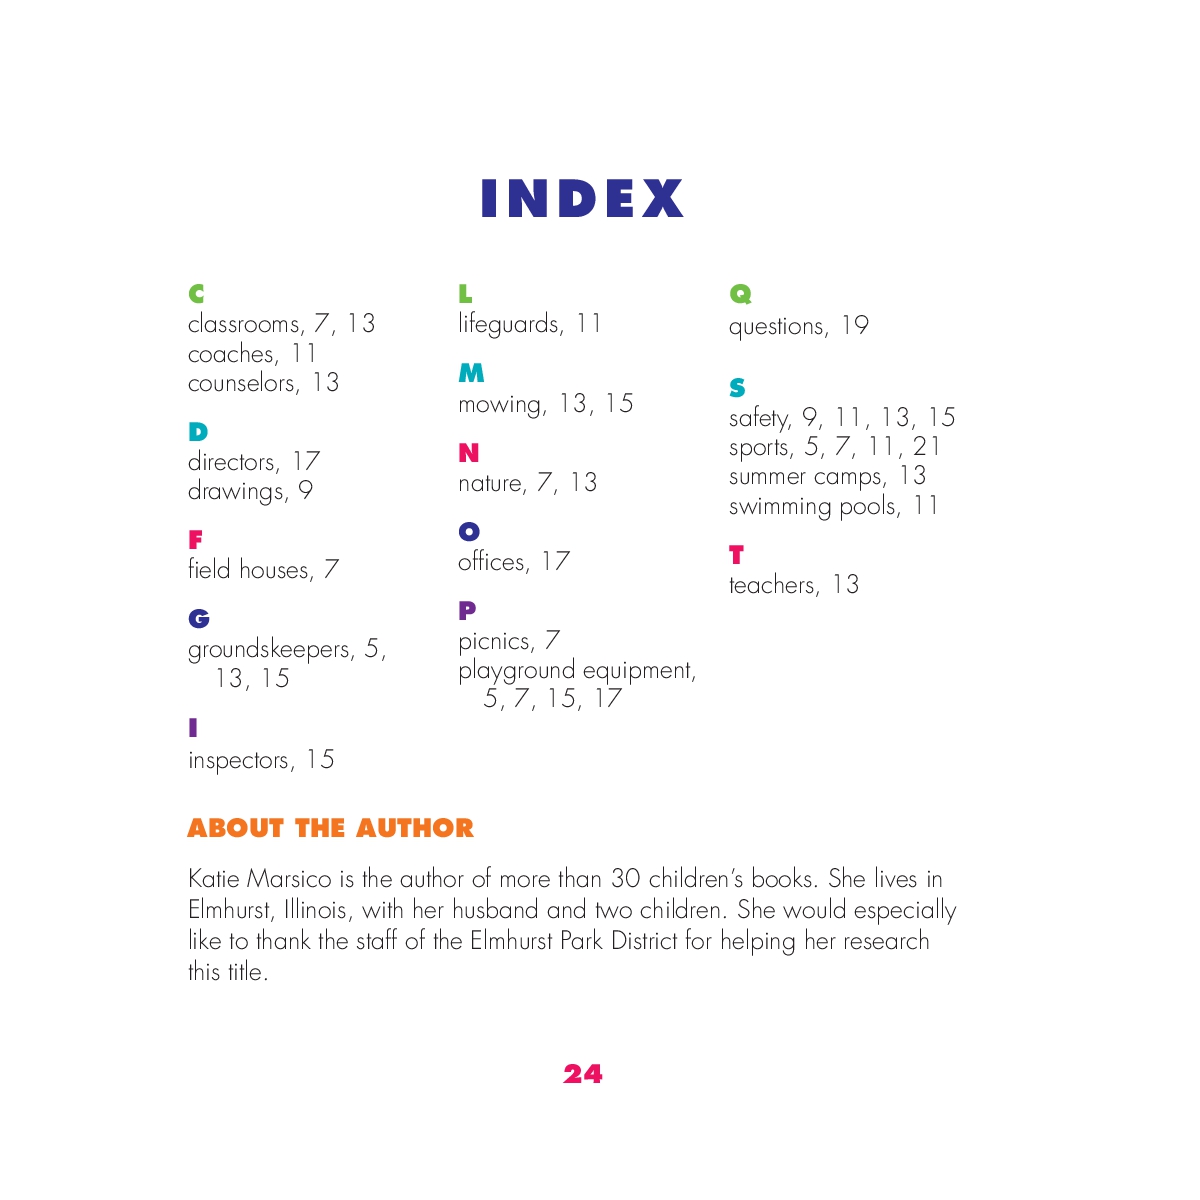 INDEX
C
classrooms, 7, 13
coaches, 11
counselors, 13
D
directors, 17
drawings, 9
F
field houses, 7
G
groundskeepers, 5,
13, 15
I
inspectors, 15
L
lifeguards, 11
M
mowing, 13, 15
N
nature, 7, 13
O
offices, 17
P
picnics, 7
playground equipment,
5, 7, 15, 17
Q
questions, 19
S
safety, 9, 11, 13, 15
sports, 5, 7, 11, 21
summer camps, 13
swimming pools, 11
T
teachers, 13
ABOUT THE AUTHOR
Katie Marsico is the author of more than 30 children’s books. She lives in
Elmhurst, Illinois, with her husband and two children. She would especially
like to thank the staff of the Elmhurst Park District for helping her research
this title.
24